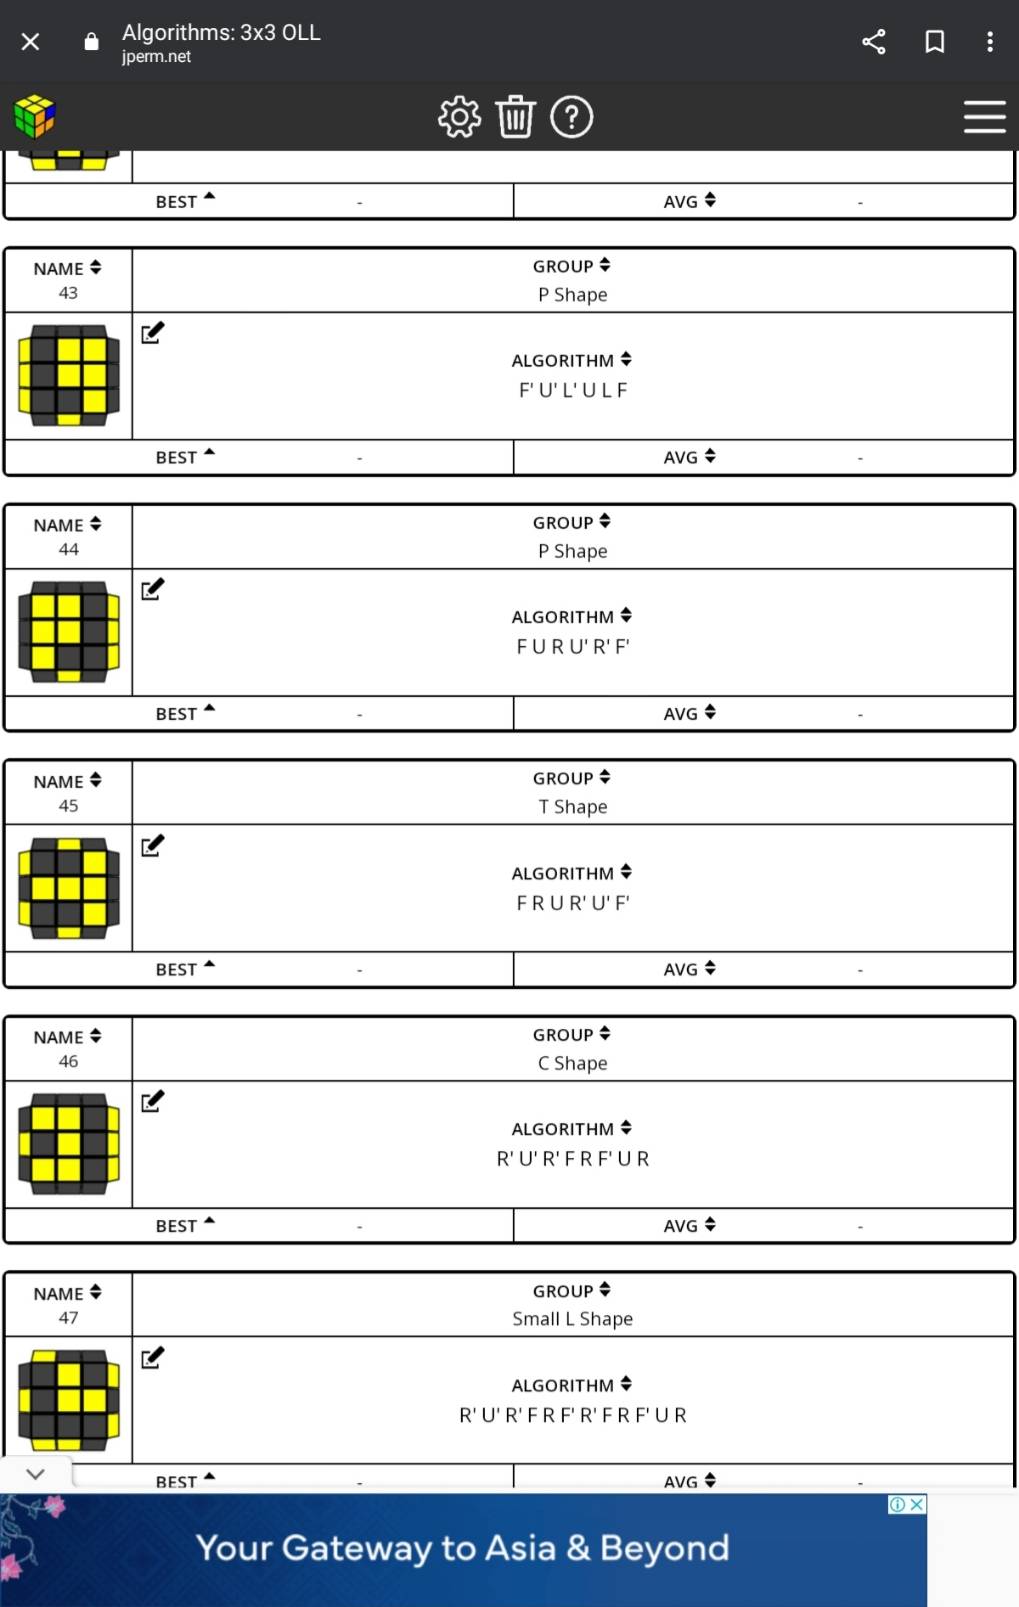 Algorithms: 3x3 OLL
jperm.net
BEST - AVG -
NAME GROUP
43 P Shape
ALGORITHM
F' U' L' U L F
BEST - AVG -
NAME GROUP
44 P Shape
ALGORITHM
F U R U' R' F'
BEST - AVG -
NAME GROUP
45 T Shape
ALGORITHM
F R U R' U' F'
BEST - AVG -
NAME GROUP
46 C Shape
ALGORITHM
R' U' R' F R F' U R
BEST - AVG -
NAME GROUP
47 Small L Shape
ALGORITHM
R' U' R' F R F' R' F R F' U R
BEST - AVG -
Your Gateway to Asia & Beyond